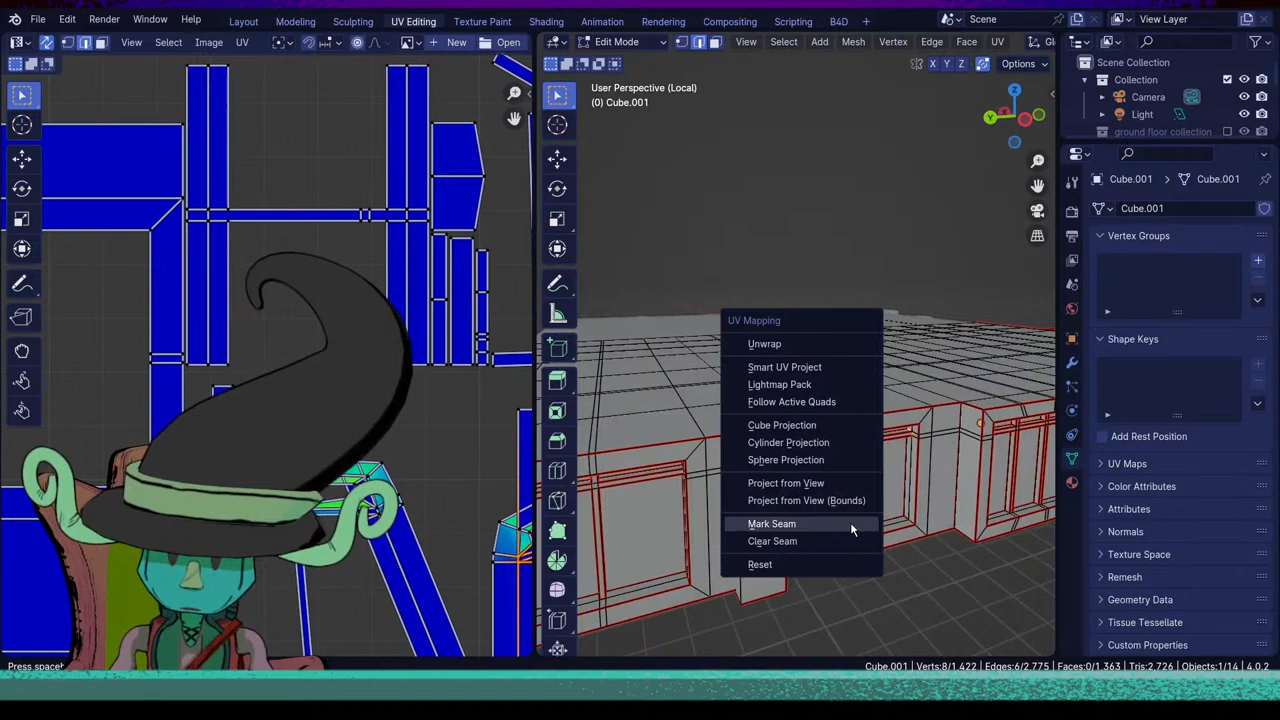 File Edit Render Window Help Layout Modeling Sculpting UV Editing Texture Paint Shading Animation Rendering Compositing Scripting B4D + Scene View Layer
View Select Image UV New Open Edit Mode View Select Add Mesh Vertex Edge Face UV Gl
X Y Z Options
Scene Collection
Collection
Camera
Light
ground floor collection
User Perspective (Local)
(0) Cube.001
Z
Y
Cube.001 > Cube.001
Cube.001
Vertex Groups
Shape Keys
Add Rest Position
UV Maps
Color Attributes
Attributes
Normals
Texture Space
Remesh
Geometry Data
Tissue Tessellate
Custom Properties
UV Mapping
Unwrap
Smart UV Project
Lightmap Pack
Follow Active Quads
Cube Projection
Cylinder Projection
Sphere Projection
Project from View
Project from View (Bounds)
Mark Seam
Clear Seam
Reset
Press spaceb
Cube.001 | Verts:8/1,422 | Edges:6/2,775 | Faces:0/1,363 | Tris:2,726 | Objects:1/14 | 4.0.2